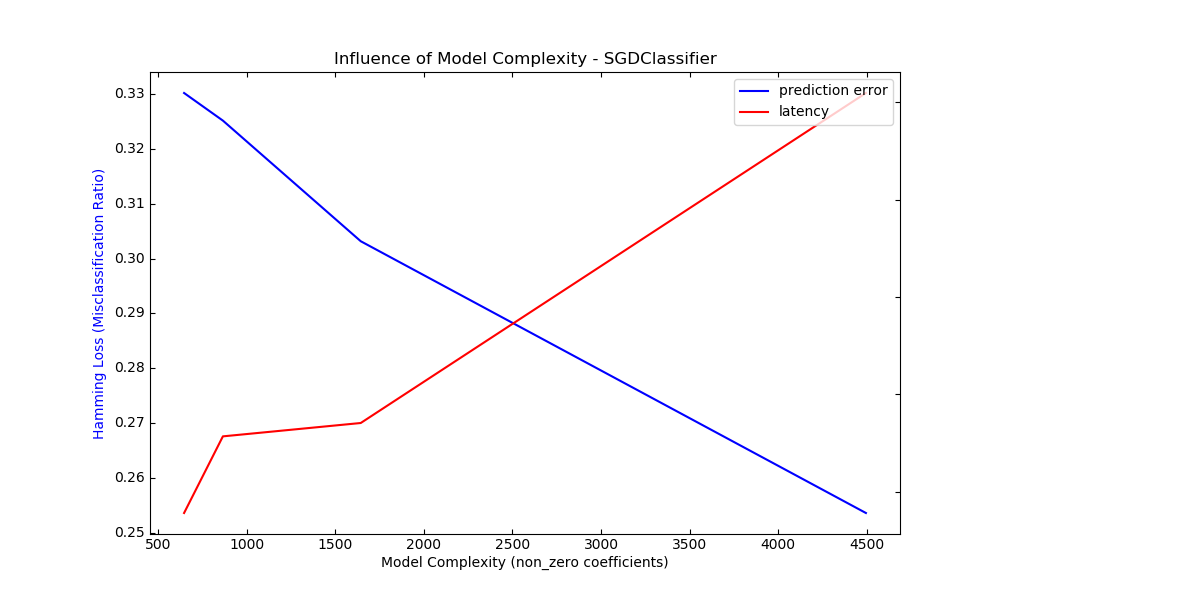 Influence of Model Complexity - SGDClassifier
prediction error
latency
Hamming Loss (Misclassification Ratio)
0.33
0.32
0.31
0.30
0.29
0.28
0.27
0.26
0.25
500 1000 1500 2000 2500 3000 3500 4000 4500
Model Complexity (non_zero coefficients)